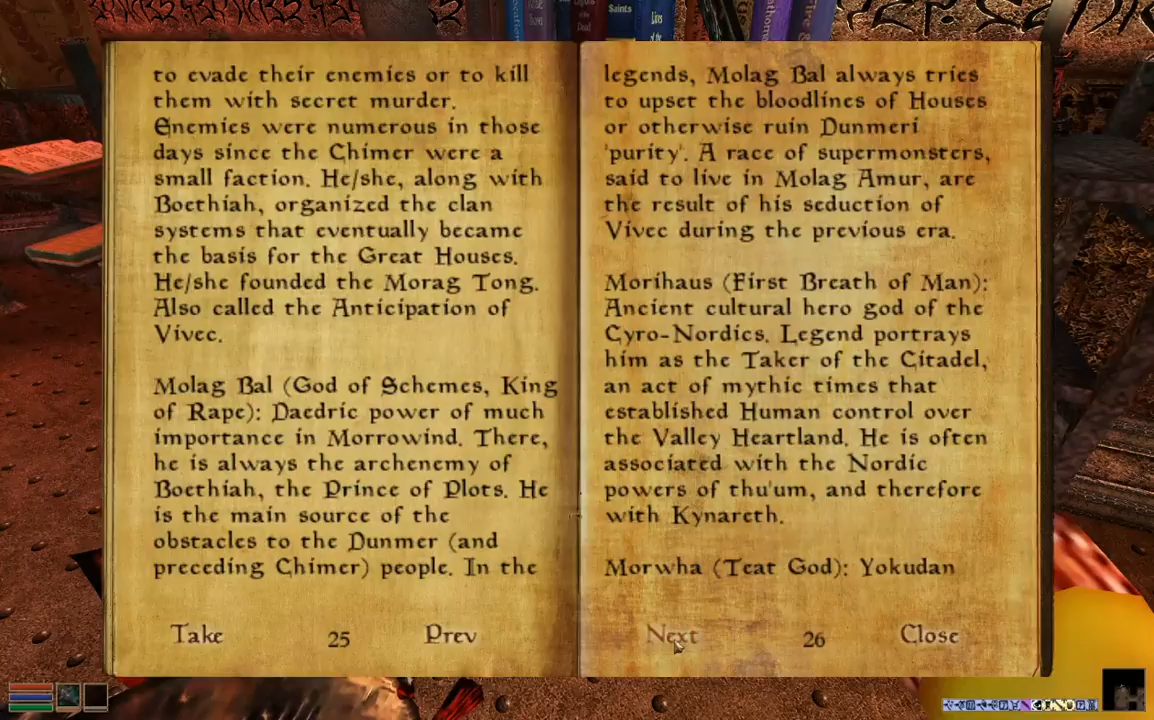 Saints
to evade their enemies or to kill
them with secret murder.
Enemies were numerous in those
days since the Chimer were a
small faction. He/she, along with
Boethiah, organized the clan
systems that eventually became
the basis for the Great Houses.
He/she founded the Morag Tong.
Also called the Anticipation of
Vivec.
Molag Bal (God of Schemes, King
of Rape): Daedric power of much
importance in Morrowind. There,
he is always the archenemy of
Boethiah, the Prince of Plots. He
is the main source of the
obstacles to the Dunmer (and
preceding Chimer) people. In the
legends, Molag Bal always tries
to upset the bloodlines of Houses
or otherwise ruin Dunmeri
'purity'. A race of supermonsters,
said to live in Molag Amur, are
the result of his seduction of
Vivec during the previous era.
Morihaus (First Breath of Man):
Ancient cultural hero god of the
Cyro-Nordics. Legend portrays
him as the Taker of the Citadel,
an act of mythic times that
established Human control over
the Valley Heartland. He is often
associated with the Nordic
powers of thu'um, and therefore
with Kynareth.
Morwha (Teat God): Yokudan
Take 25 Prev Next 26 Close